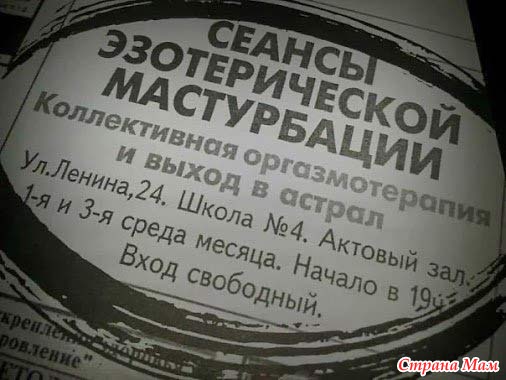 СЕАНСЫ
ЭЗОТЕРИЧЕСКОЙ
МАСТУРБАЦИИ
Коллективная оргазмотерапия
и выход в астрал
Ул.Ленина,24. Школа №4. Актовый зал.
1-я и 3-я среда месяца. Начало в 19ч.
Вход свободный.
Страна Мам